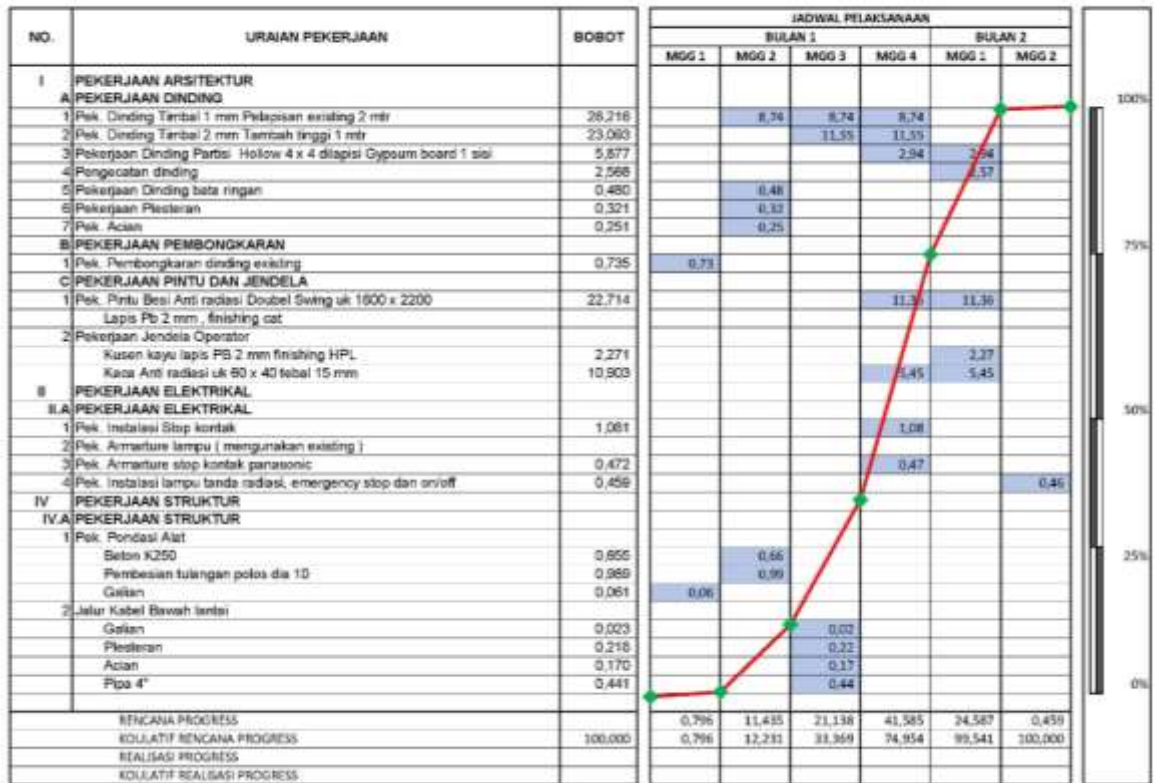 JADWAL PELAKSANAAN
NO. URAIAN PEKERJAAN BOBOT BULAN 1 BULAN 2
MGG 1 MGG 2 MGG 3 MGG 4 MGG 1 MGG 2
I PEKERJAAN ARSITEKTUR
A PEKERJAAN DINDING 100%
1 Pek. Dinding Timbal 1 mm Pelapisan existing 2 mtr 26,216 8,74 8,74 8,74
2 Pek. Dinding Timbal 2 mm Tambah tinggi 1 mtr 23,093 11,55 11,55
3 Pekerjaan Dinding Partisi Hollow 4 x 4 dilapisi Gypsum board 1 sisi 5,877 2,94 2,94
4 Pengecatan dinding 2,568 2,57
5 Pekerjaan Dinding bata ringan 0,480 0,48
6 Pekerjaan Plesteran 0,321 0,32
7 Pek. Acian 0,251 0,25
B PEKERJAAN PEMBONGKARAN 75%
1 Pek. Pembongkaran dinding existing 0,735 0,73
C PEKERJAAN PINTU DAN JENDELA
1 Pek. Pintu Besi Anti radiasi Doubel Swing uk 1600 x 2200 22,714 11,36 11,36
Lapis Pb 2 mm , finishing cat
2 Pekerjaan Jendela Operator
Kusen kayu lapis PB 2 mm finishing HPL 2,271 2,27
Kaca Anti radiasi uk 60 x 40 tebal 15 mm 10,903 5,45 5,45
II PEKERJAAN ELEKTRIKAL
II.A PEKERJAAN ELEKTRIKAL 50%
1 Pek. Instalasi Stop kontak 1,081 1,08
2 Pek. Armarture lampu ( mengunakan existing )
3 Pek. Armarture stop kontak panasonic 0,472 0,47
4 Pek. Instalasi lampu tanda radiasi, emergency stop dan on/off 0,459 0,46
IV PEKERJAAN STRUKTUR
IV.A PEKERJAAN STRUKTUR
1 Pek. Pondasi Alat
Beton K250 0,655 0,66 25%
Pembesian tulangan polos dia 10 0,989 0,99
Galian 0,061 0,06
2 Jalur Kabel Bawah lantai
Galian 0,023 0,02
Plesteran 0,218 0,22
Acian 0,170 0,17
Pipa 4" 0,441 0,44 0%
RENCANA PROGRESS 0,796 11,435 21,138 41,585 24,587 0,459
KOULATIF RENCANA PROGRESS 100,000 0,796 12,231 33,369 74,954 99,541 100,000
REALISASI PROGRESS
KOULATIF REALISASI PROGRESS